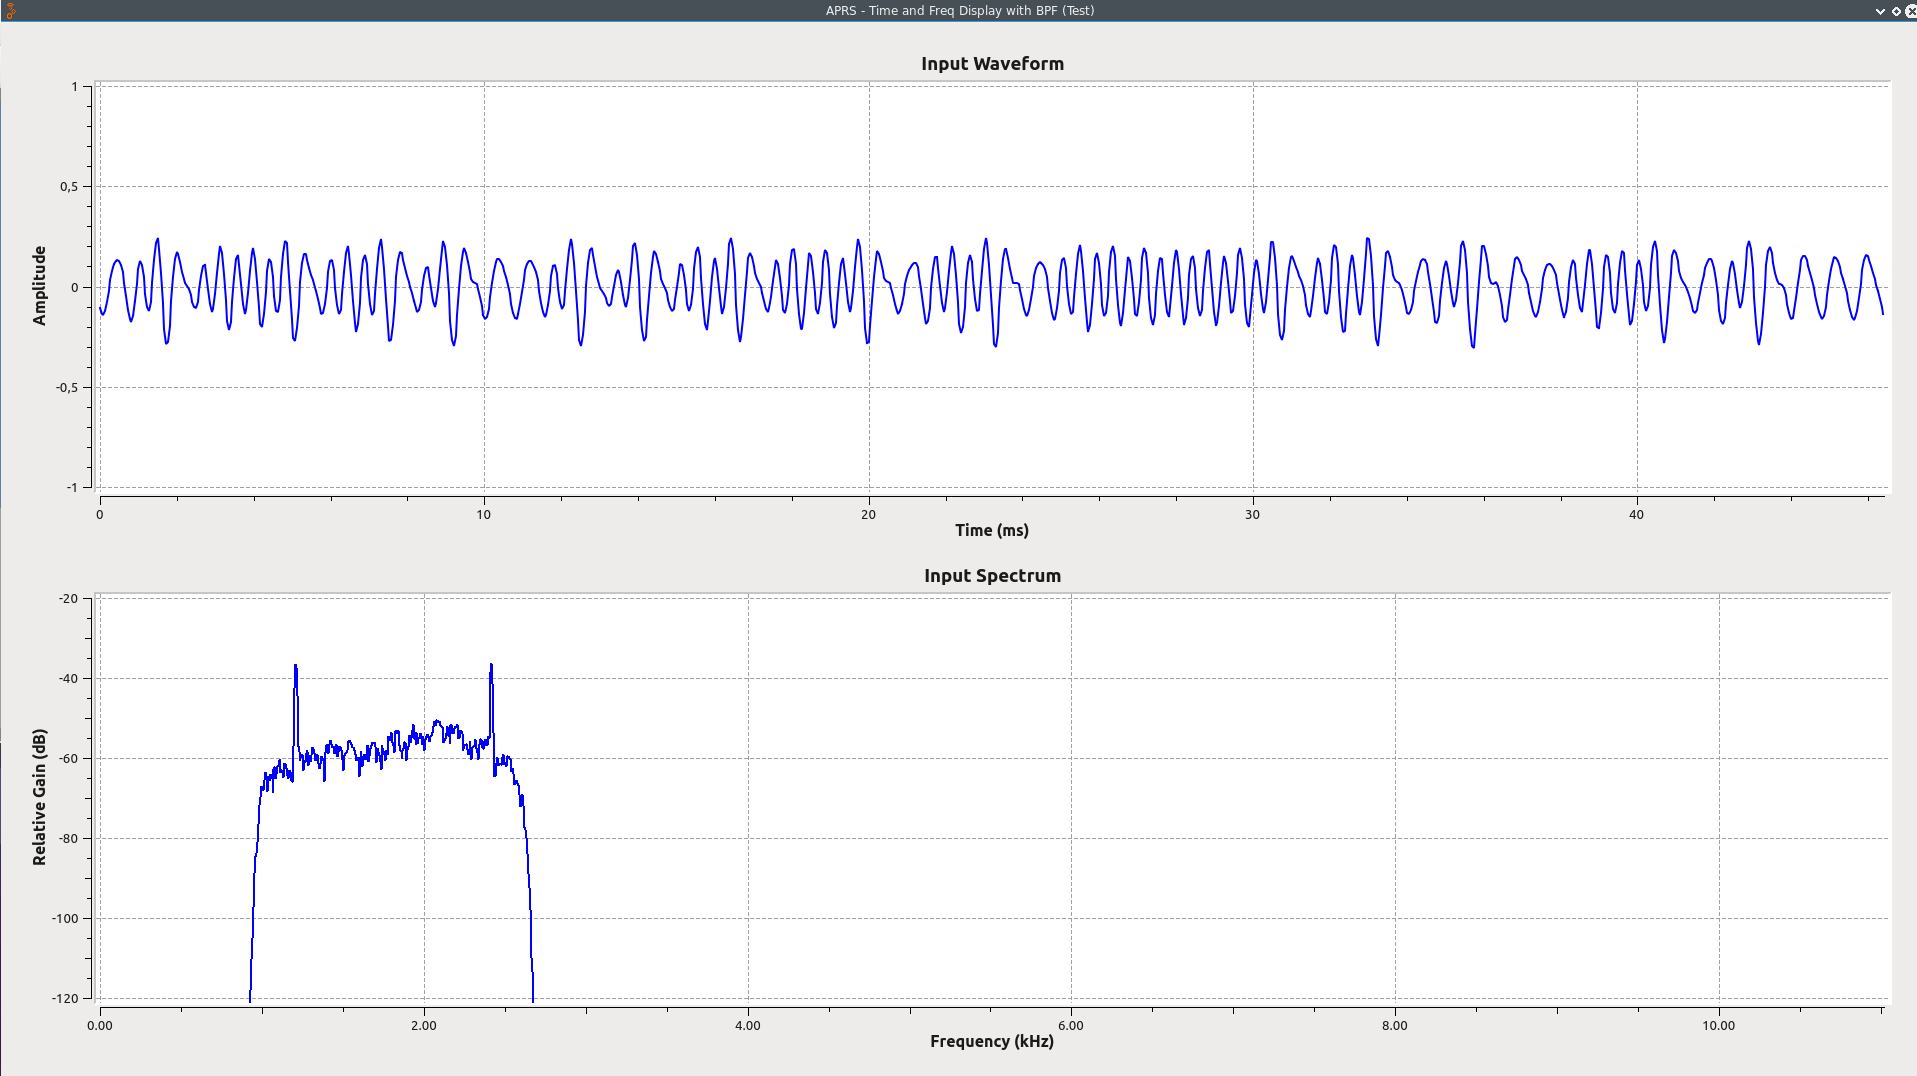 APRS - Time and Freq Display with BPF (Test)
Input Waveform
Amplitude
1
0,5
0
-0,5
-1
0 10 20 30 40
Time (ms)
Input Spectrum
Relative Gain (dB)
-20
-40
-60
-80
-100
-120
0.00 2.00 4.00 6.00 8.00 10.00
Frequency (kHz)